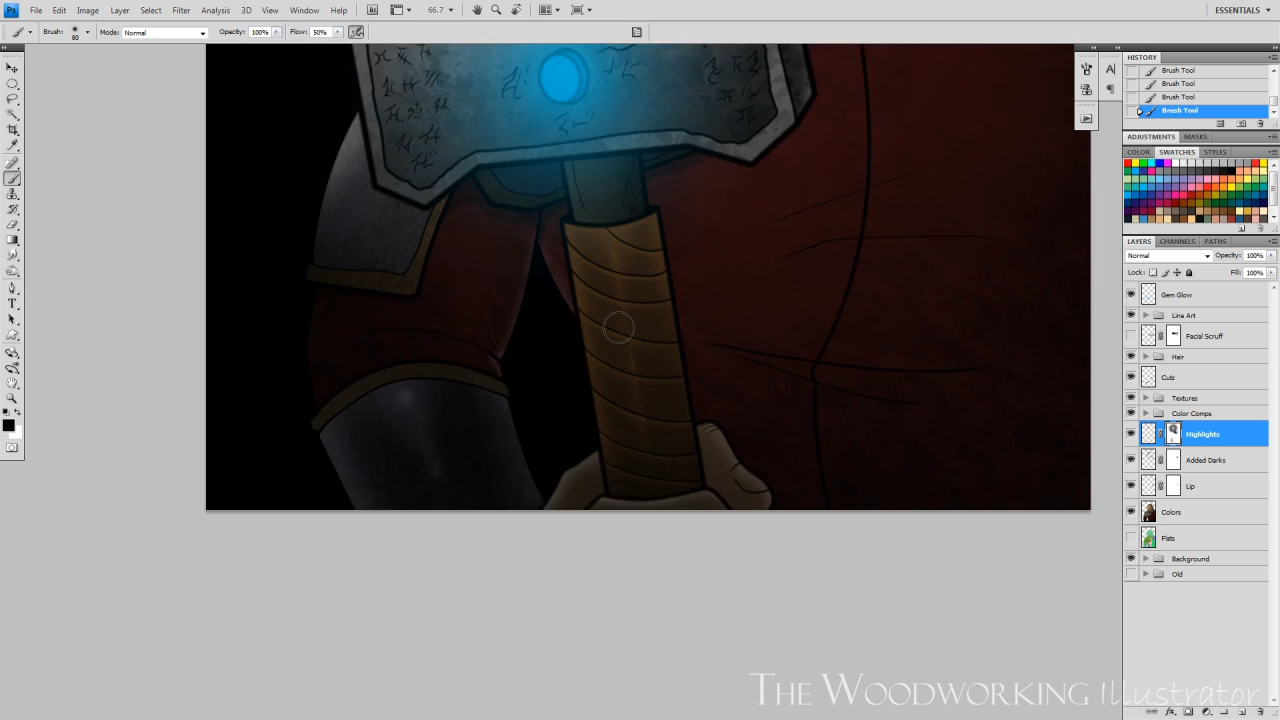 Ps File Edit Image Layer Select Filter Analysis 3D View Window Help Br 66.7 ESSENTIALS
Brush: 80 Mode: Normal Opacity: 100% Flow: 50%
HISTORY
Brush Tool
Brush Tool
Brush Tool
Brush Tool
ADJUSTMENTS MASKS
COLOR SWATCHES STYLES
LAYERS CHANNELS PATHS
Normal Opacity: 100%
Lock: Fill: 100%
Gem Glow
Line Art
Facial Scruff
Hair
Cutz
Textures
Color Comps
Highlights
Added Darks
Lip
Colors
Flats
Background
Old
THE WOODWORKING Illustrator